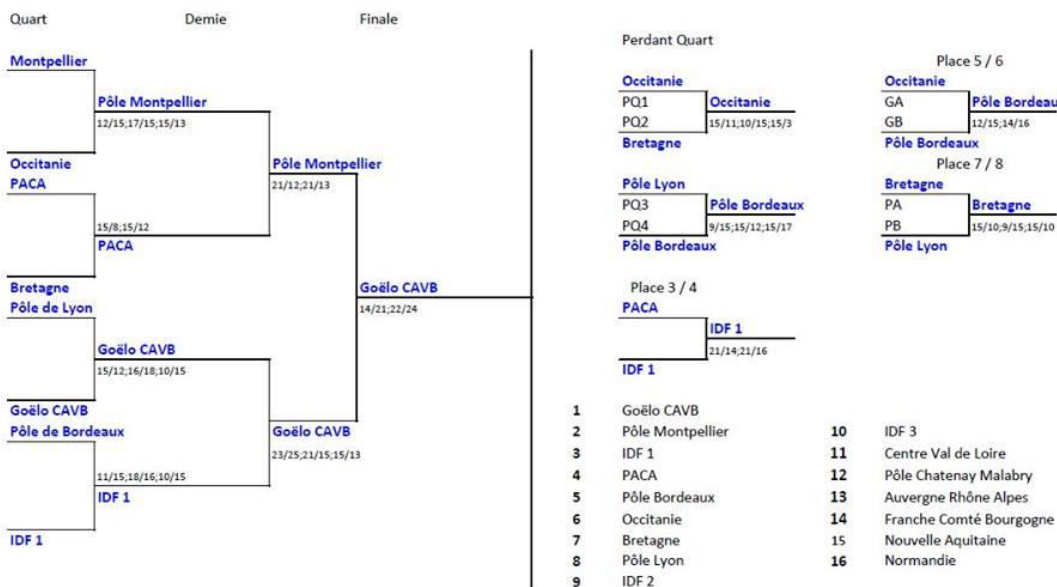 Quart Demie Finale
Montpellier
Pôle Montpellier
12/15;17/15;15/13
Occitanie
PACA
Pôle Montpellier
21/12;21/13
15/8;15/12
PACA
Bretagne
Pôle de Lyon
Goëlo CAVB
14/21;22/24
Goëlo CAVB
15/12;16/18;10/15
Goëlo CAVB
Pôle de Bordeaux
Goëlo CAVB
23/25;21/15;15/13
11/15;18/16;10/15
IDF 1
IDF 1
Perdant Quart
Occitanie
PQ1 Occitanie
PQ2 15/11;10/15;15/3
Bretagne
Pôle Lyon
PQ3 Pôle Bordeaux
PQ4 9/15;15/12;15/17
Pôle Bordeaux
Place 5 / 6
Occitanie
GA Pôle Bordeau
GB 12/15;14/16
Pôle Bordeaux
Place 7 / 8
Bretagne
PA Bretagne
PB 15/10;9/15;15/10
Pôle Lyon
Place 3 / 4
PACA
IDF 1
21/14;21/16
IDF 1
1 Goëlo CAVB
2 Pôle Montpellier
3 IDF 1
4 PACA
5 Pôle Bordeaux
6 Occitanie
7 Bretagne
8 Pôle Lyon
9 IDF 2
10 IDF 3
11 Centre Val de Loire
12 Pôle Chatenay Malabry
13 Auvergne Rhône Alpes
14 Franche Comté Bourgogne
15 Nouvelle Aquitaine
16 Normandie